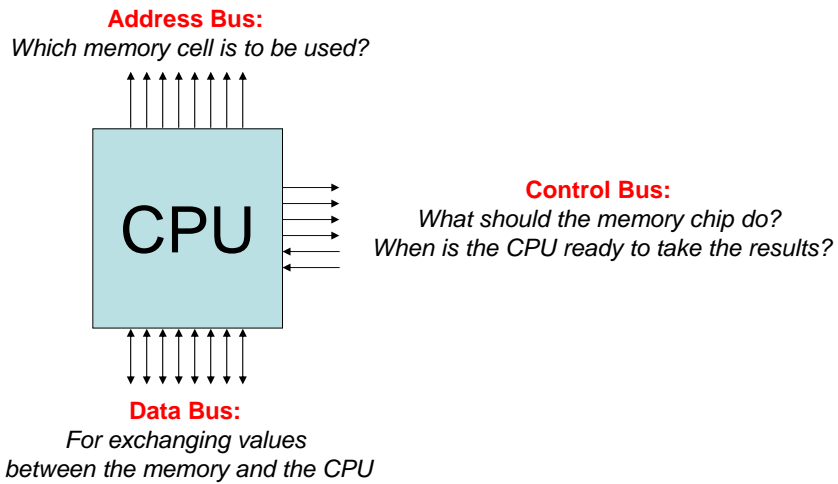 Address Bus:
Which memory cell is to be used?
CPU
Control Bus:
What should the memory chip do?
When is the CPU ready to take the results?
Data Bus:
For exchanging values
between the memory and the CPU